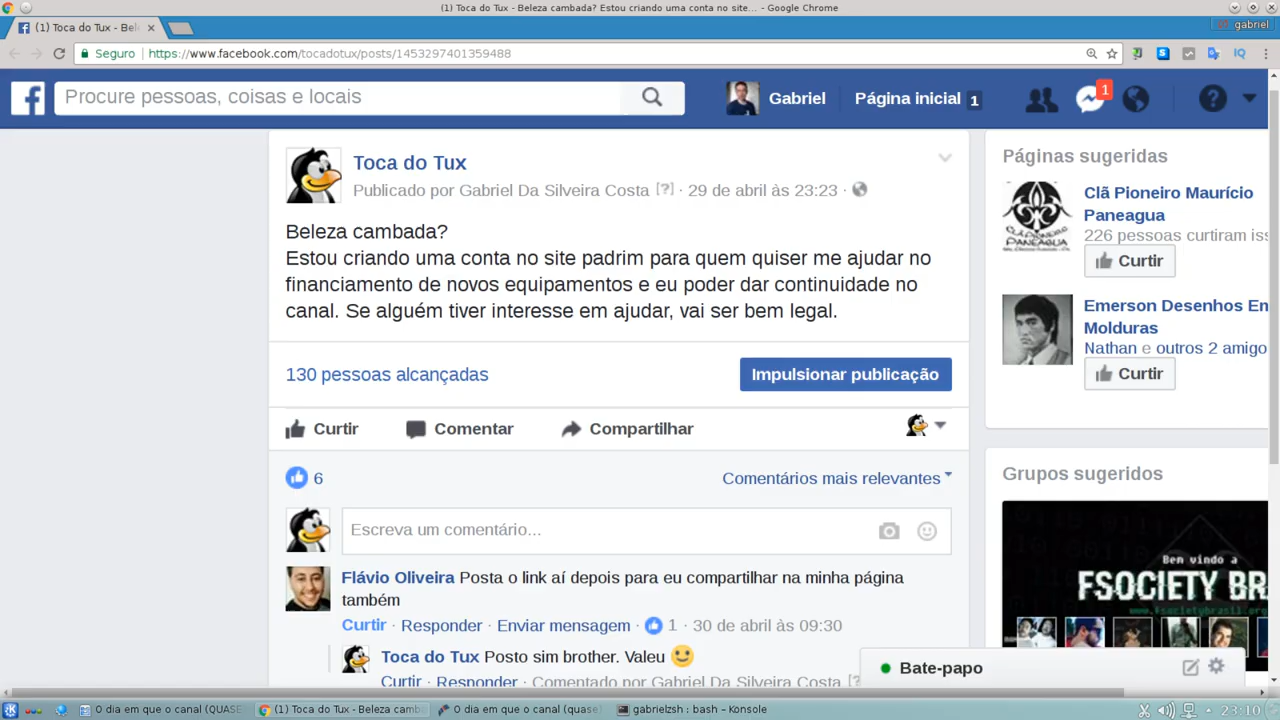 (1) Toca do Tux - Beleza cambada? Estou criando uma conta no site... - Google Chrome
(1) Toca do Tux - Bel
gabriel
Seguro
https://www.facebook.com/tocadotux/posts/1453297401359488
Procure pessoas, coisas e locais
Gabriel
Página inicial 1
1
Toca do Tux
Publicado por Gabriel Da Silveira Costa [?] · 29 de abril às 23:23 ·
Beleza cambada?
Estou criando uma conta no site padrim para quem quiser me ajudar no
financiamento de novos equipamentos e eu poder dar continuidade no
canal. Se alguém tiver interesse em ajudar, vai ser bem legal.
130 pessoas alcançadas
Impulsionar publicação
Curtir
Comentar
Compartilhar
6
Comentários mais relevantes
Escreva um comentário...
Flávio Oliveira Posta o link aí depois para eu compartilhar na minha página
também
Curtir · Responder · Enviar mensagem · 1 · 30 de abril às 09:30
Toca do Tux Posto sim brother. Valeu
Curtir · Responder · Comentado por Gabriel Da Silveira Costa [?
Páginas sugeridas
Clã Pioneiro Maurício
Paneagua
226 pessoas curtiram iss
Curtir
Emerson Desenhos Em
Molduras
Nathan e outros 2 amigo
Curtir
Grupos sugeridos
Bem vindo a
FSOCIETY BRA
www.fsocietybrasil.org
Bate-papo
O dia em que o canal (QUASE
(1) Toca do Tux - Beleza camb
O dia em que o canal (quase
gabrielzsh : bash – Konsole
23:10